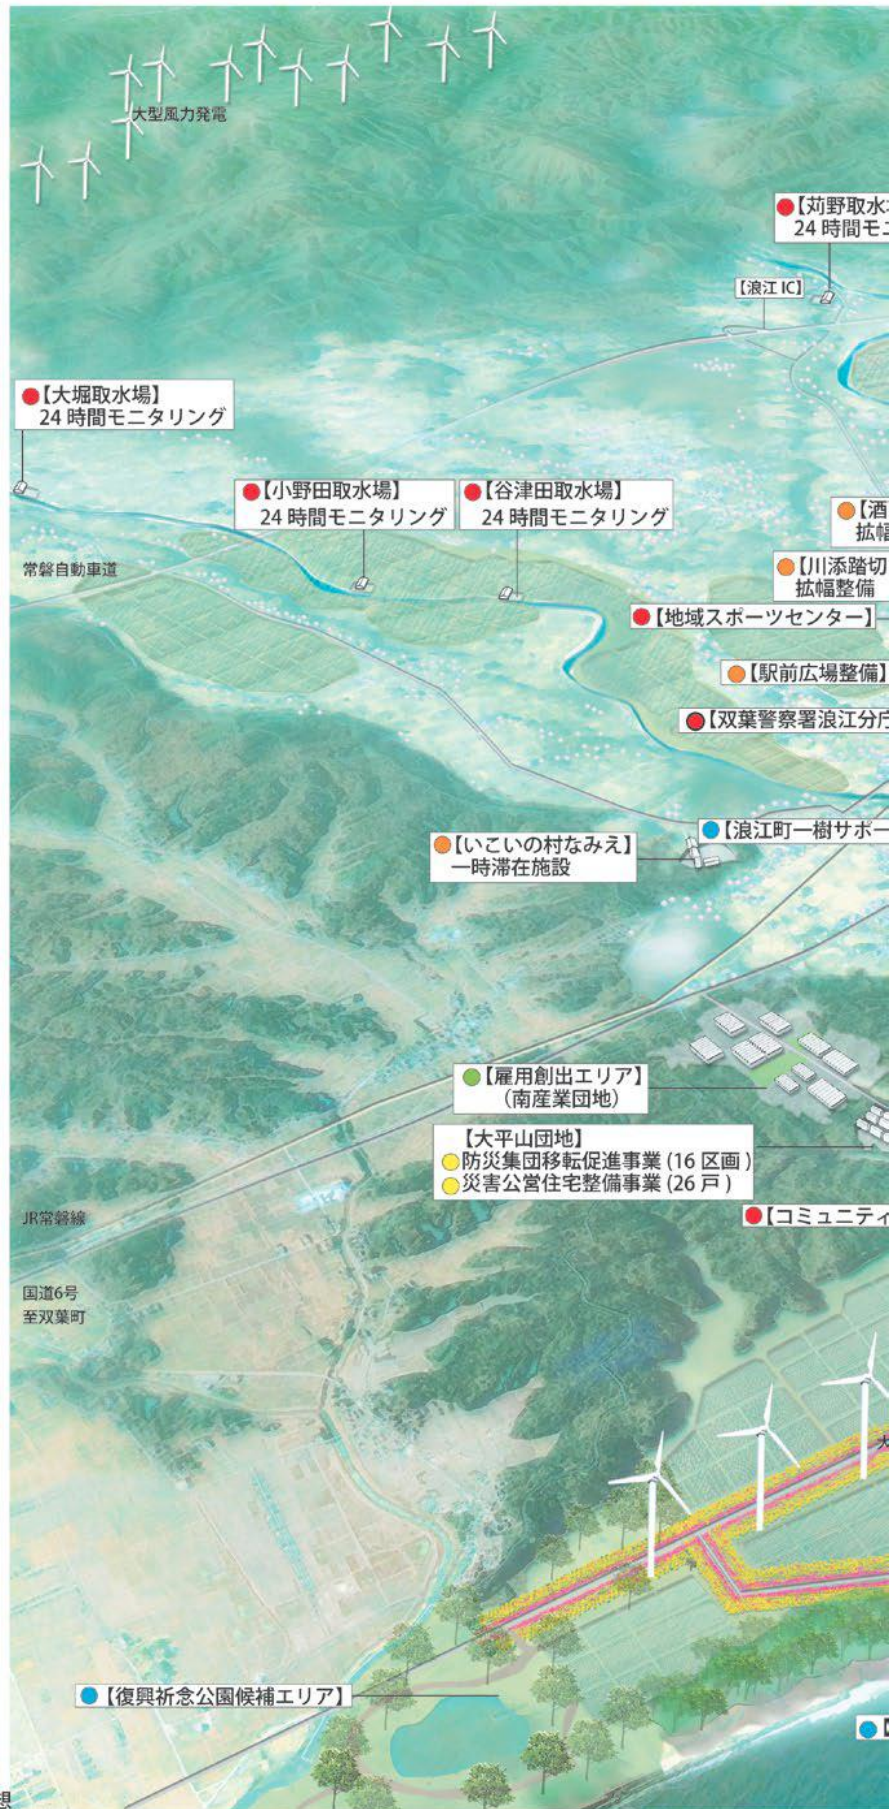 大型風力発電
【苅野取水
24 時間モニ
【浪江 IC】
【大堀取水場】
24 時間モニタリング
【小野田取水場】
24 時間モニタリング
【谷津田取水場】
24 時間モニタリング
【酒
拡幅
常磐自動車道
【川添踏切
拡幅整備
【地域スポーツセンター】
【駅前広場整備】
【双葉警察署浪江分庁
【浪江町一樹サポー
【いこいの村なみえ】
一時滞在施設
【雇用創出エリア】
（南産業団地）
【大平山団地】
防災集団移転促進事業 (16 区画 )
災害公営住宅整備事業 (26 戸 )
JR常磐線
【コミュニティ
国道6号
至双葉町
大
【復興祈念公園候補エリア】
想